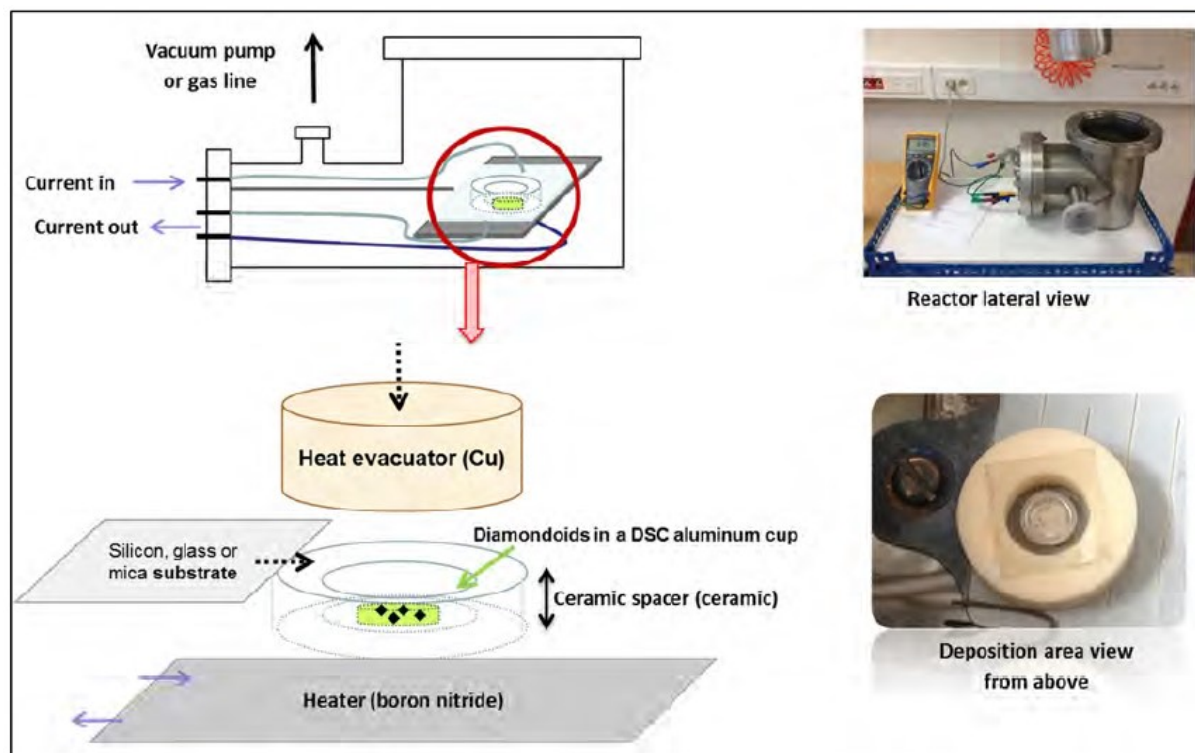 Vacuum pump
or gas line
Current in
Current out
Reactor lateral view
Heat evacuator (Cu)
Silicon, glass or
mica substrate
Diamondoids in a DSC aluminum cup
Ceramic spacer (ceramic)
Heater (boron nitride)
Deposition area view
from above